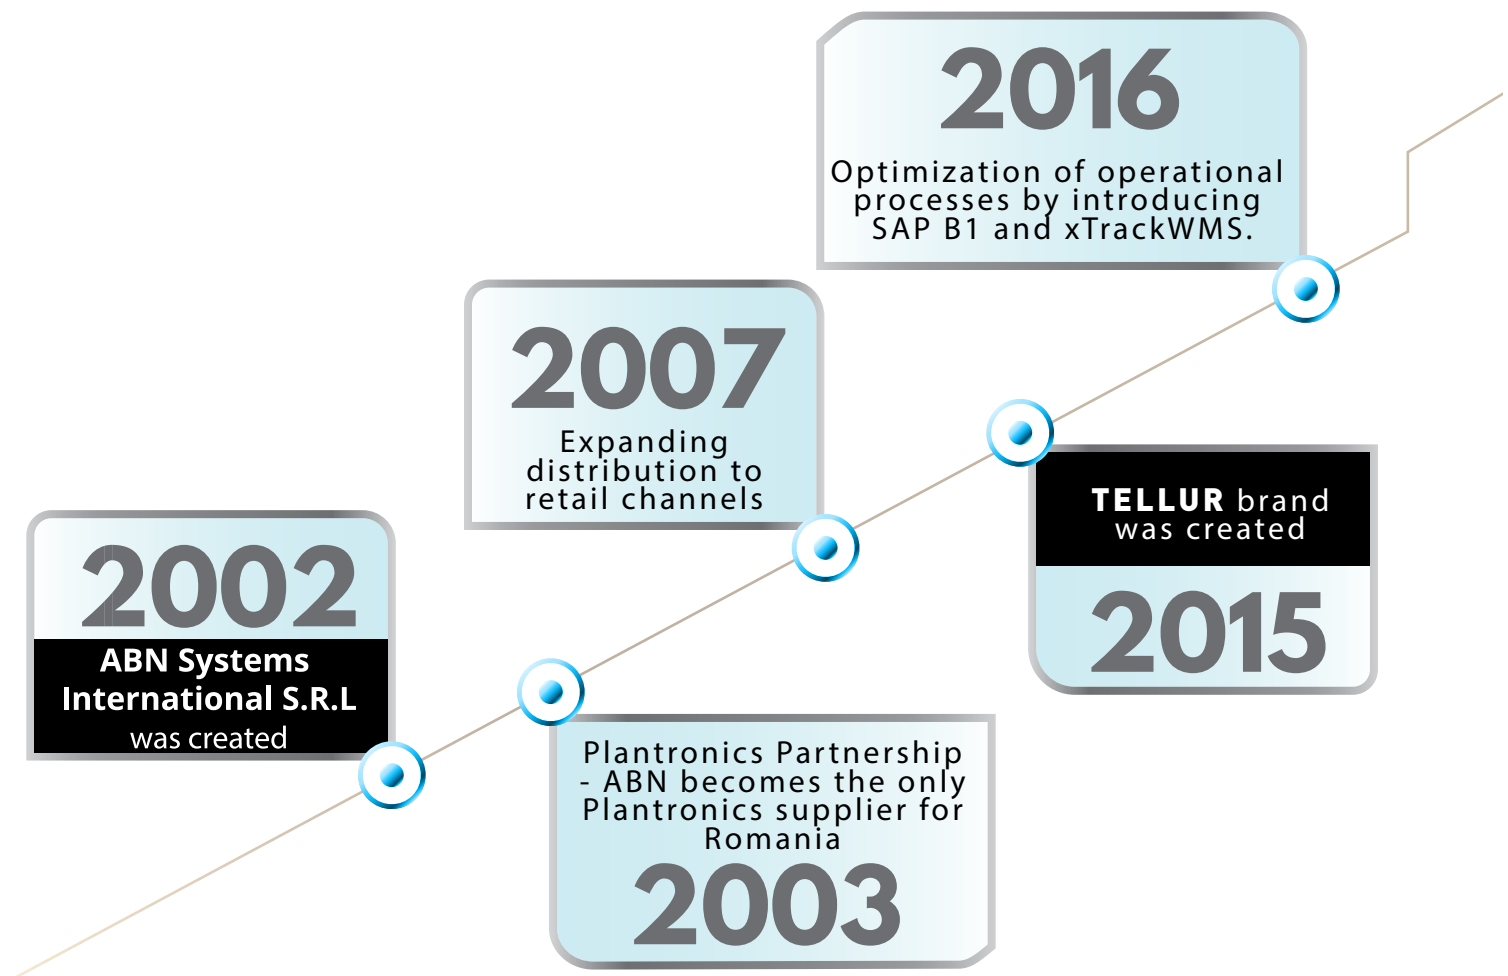 2016
Optimization of operational
processes by introducing
SAP B1 and xTrackWMS.
2007
Expanding
distribution to
retail channels
TELLUR brand
was created
2015
2002
ABN Systems
International S.R.L
was created
Plantronics Partnership
- ABN becomes the only
Plantronics supplier for
Romania
2003